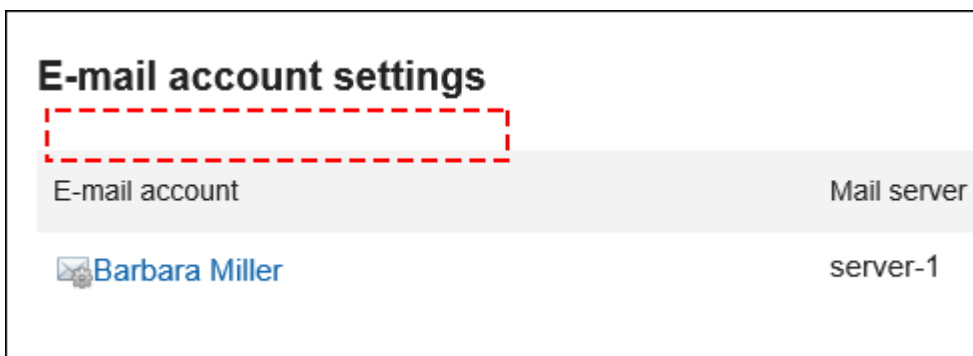 E-mail account settings
E-mail account Mail server
Barbara Miller server-1